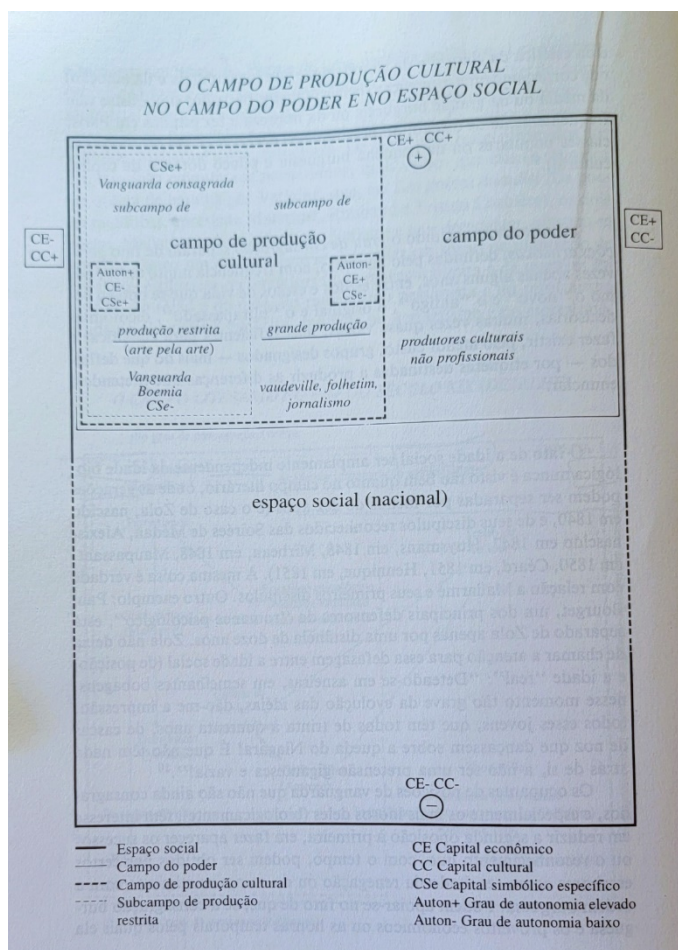 O CAMPO DE PRODUÇÃO CULTURAL
NO CAMPO DO PODER E NO ESPAÇO SOCIAL
CE+ CC+
+
CSe+
Vanguarda consagrada
subcampo de
subcampo de
CE-
CC+
CE+
CC-
campo de produção
cultural
campo do poder
Auton+
CE-
CSe+
Auton-
CE+
CSe-
produção restrita
(arte pela arte)
grande produção
produtores culturais
não profissionais
Vanguarda
Boemia
CSe-
vaudeville, folhetim,
jornalismo
espaço social (nacional)
CE- CC-
−
Espaço social
Campo do poder
Campo de produção cultural
Subcampo de produção
restrita
CE Capital econômico
CC Capital cultural
CSe Capital simbólico específico
Auton+ Grau de autonomia elevado
Auton- Grau de autonomia baixo